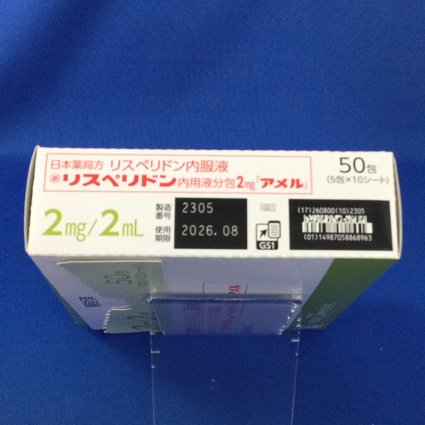 日本薬局方 リスペリドン内服液
リスペリドン内用液分包2mg「アメル」
50包
(5包×10シート)
2mg/2mL
製造番号 2305
使用期限 2026.08
GS1
(17)260800(10)2305
(01)14987058868963